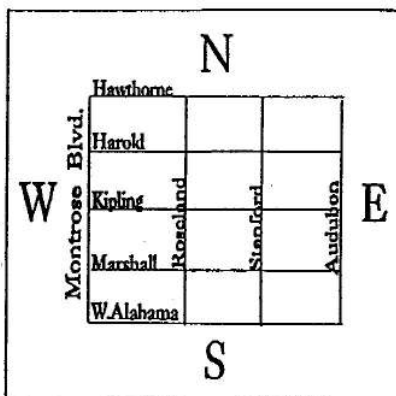 N
Hawthorne
Harold
W
Montrose Blvd.
Kipling
Roseland
Stanford
Audubon
E
Marshall
W.Alabama
S